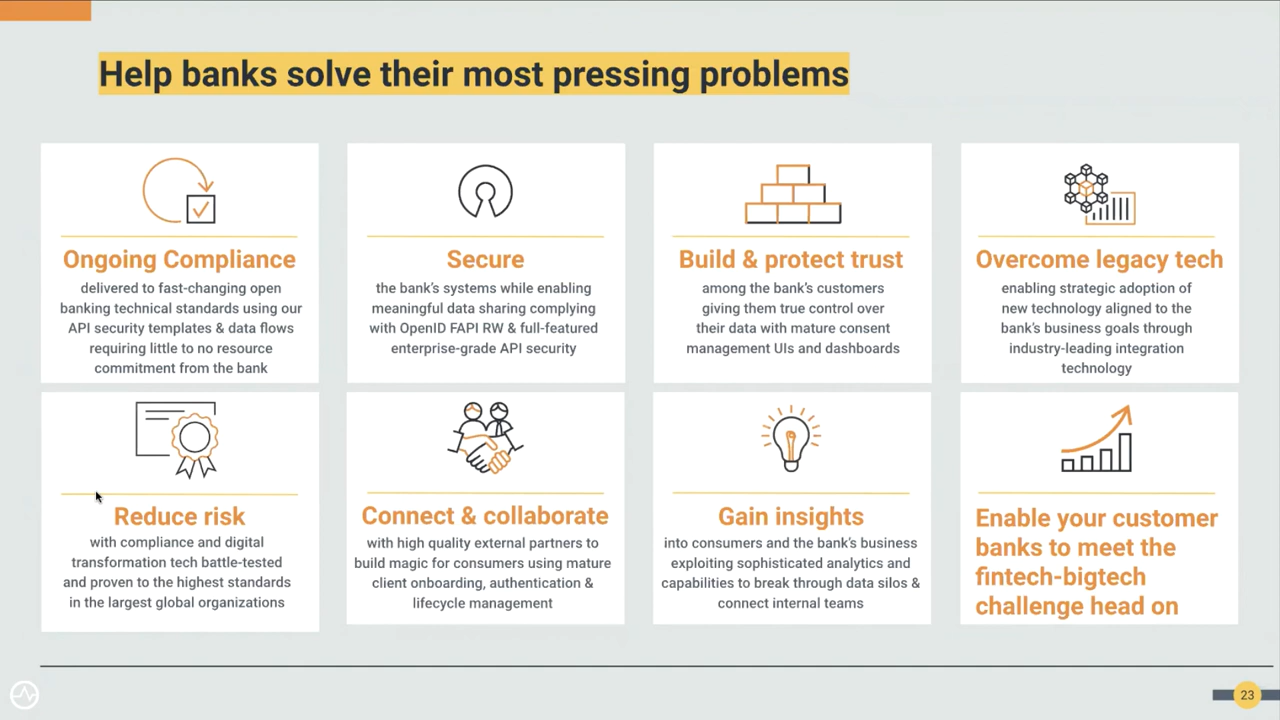 Help banks solve their most pressing problems
Ongoing Compliance
delivered to fast-changing open
banking technical standards using our
API security templates & data flows
requiring little to no resource
commitment from the bank
Secure
the bank's systems while enabling
meaningful data sharing complying
with OpenID FAPI RW & full-featured
enterprise-grade API security
Build & protect trust
among the bank's customers
giving them true control over
their data with mature consent
management UIs and dashboards
Overcome legacy tech
enabling strategic adoption of
new technology aligned to the
bank's business goals through
industry-leading integration
technology
Reduce risk
with compliance and digital
transformation tech battle-tested
and proven to the highest standards
in the largest global organizations
Connect & collaborate
with high quality external partners to
build magic for consumers using mature
client onboarding, authentication &
lifecycle management
Gain insights
into consumers and the bank's business
exploiting sophisticated analytics and
capabilities to break through data silos &
connect internal teams
Enable your customer
banks to meet the
fintech-bigtech
challenge head on
23